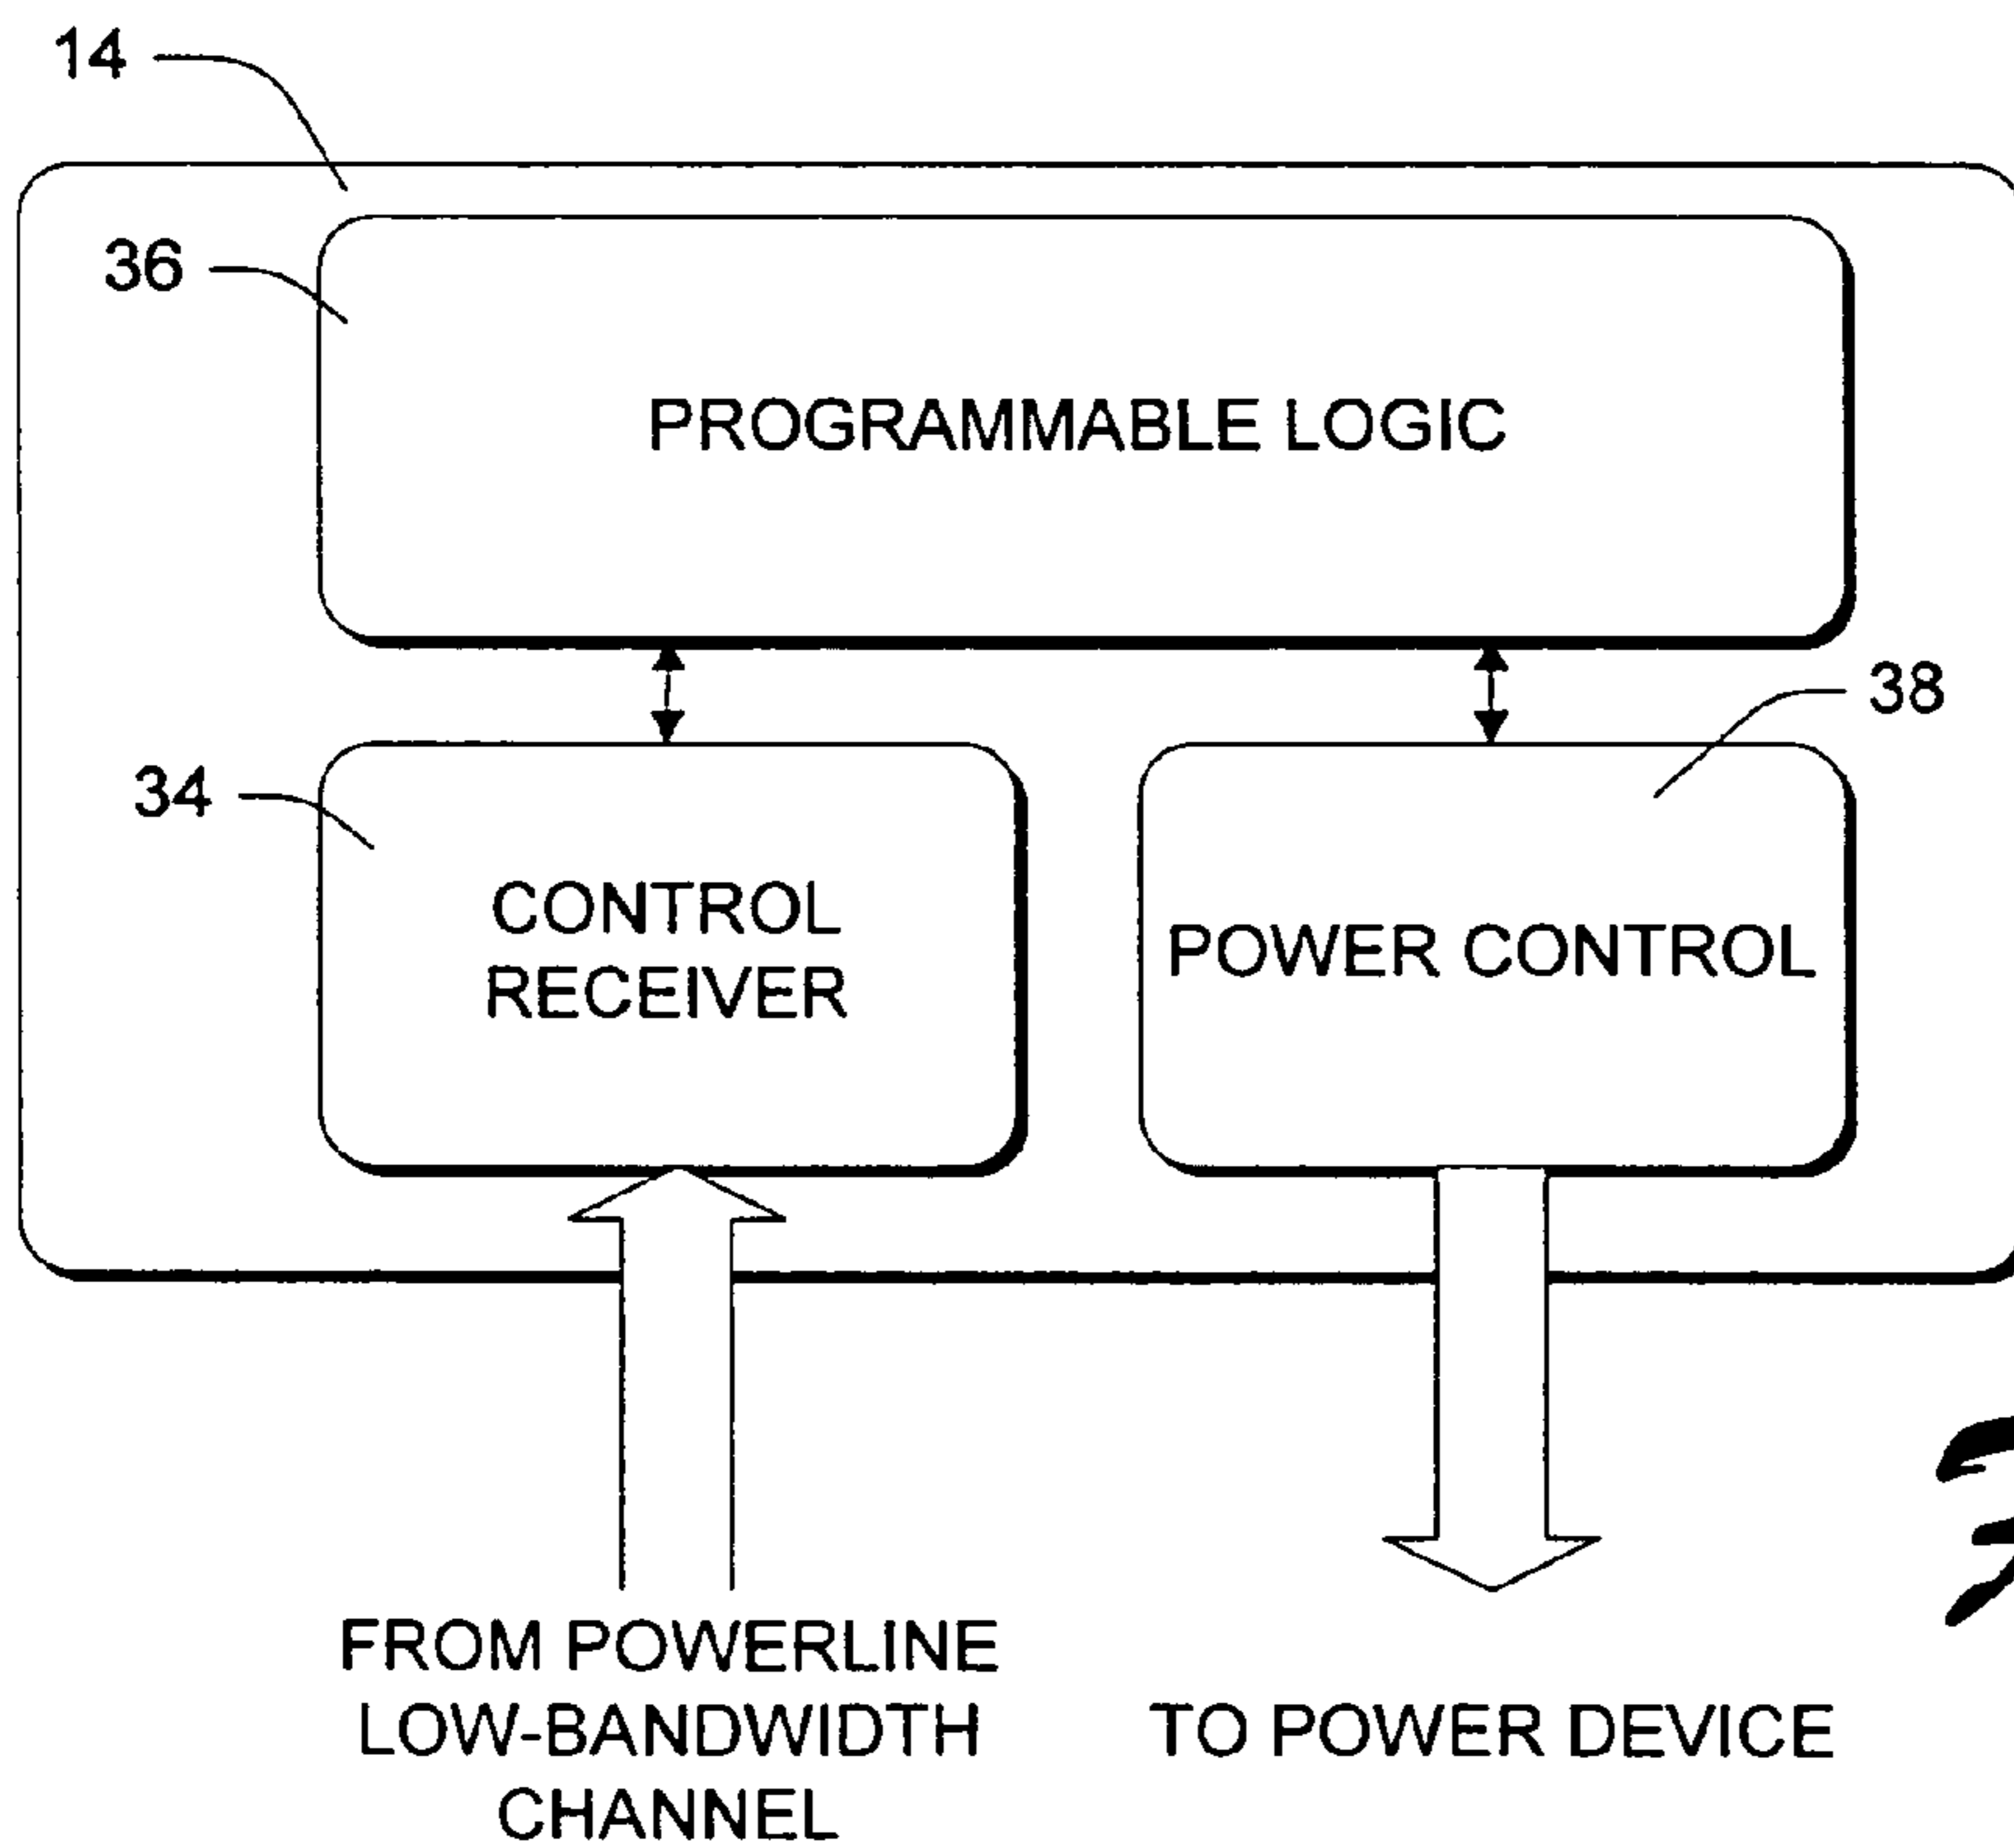 14
36
PROGRAMMABLE LOGIC
38
34
CONTROL
RECEIVER
POWER CONTROL
FROM POWERLINE
LOW-BANDWIDTH
CHANNEL
TO POWER DEVICE